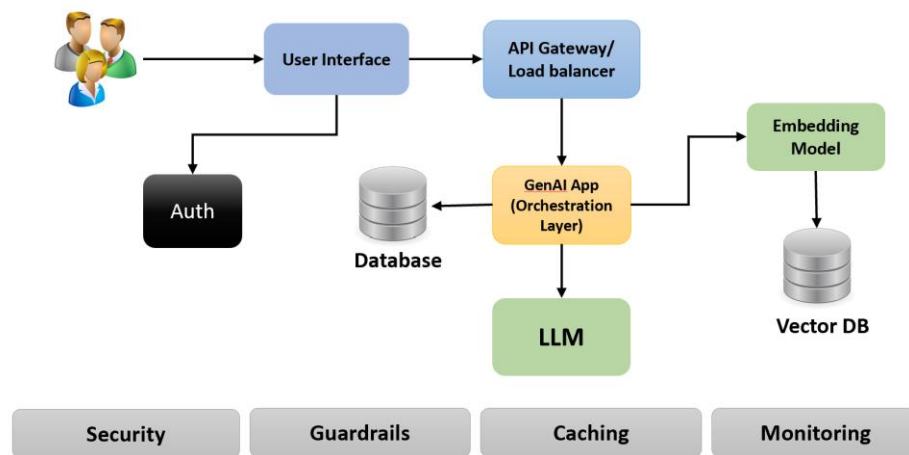 User Interface
API Gateway/
Load balancer
Embedding
Model
Auth
GenAI App
(Orchestration
Layer)
Database
LLM
Vector DB
Security
Guardrails
Caching
Monitoring